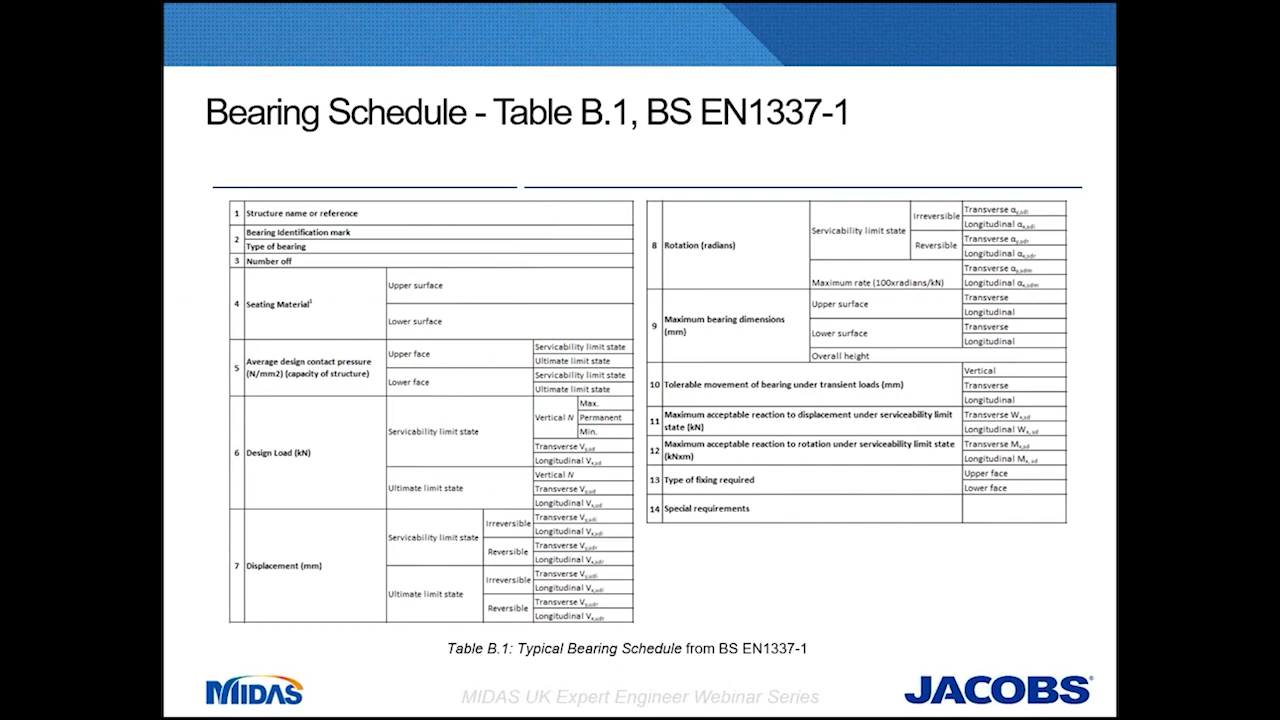 Bearing Schedule - Table B.1, BS EN1337-1
1 Structure name or reference
2 Bearing Identification mark
Type of bearing
3 Number off
4 Seating Material1
Upper surface
Lower surface
5 Average design contact pressure
(N/mm2) (capacity of structure)
Upper face
Servicability limit state
Ultimate limit state
Lower face
Servicability limit state
Ultimate limit state
6 Design Load (kN)
Servicability limit state
Vertical N
Max.
Permanent
Min.
Transverse
Longitudinal
Ultimate limit state
Vertical N
Transverse
Longitudinal
7 Displacement (mm)
Servicability limit state
Irreversible
Transverse
Longitudinal
Reversible
Transverse
Longitudinal
Ultimate limit state
Irreversible
Transverse
Longitudinal
Reversible
Transverse
Longitudinal
8 Rotation (radians)
Servicability limit state
Irreversible
Transverse
Longitudinal
Reversible
Transverse
Longitudinal
Maximum rate (100xradians/kN)
Transverse
Longitudinal
9 Maximum bearing dimensions
(mm)
Upper surface
Transverse
Longitudinal
Lower surface
Transverse
Longitudinal
Overall height
10 Tolerable movement of bearing under transient loads (mm)
Vertical
Transverse
Longitudinal
11 Maximum acceptable reaction to displacement under serviceability limit
state (kN)
Transverse
Longitudinal
12 Maximum acceptable reaction to rotation under serviceability limit state
(kNxm)
Transverse
Longitudinal
13 Type of fixing required
Upper face
Lower face
14 Special requirements
Table B.1: Typical Bearing Schedule from BS EN1337-1
MIDAS
MIDAS UK Expert Engineer Webinar Series
JACOBS